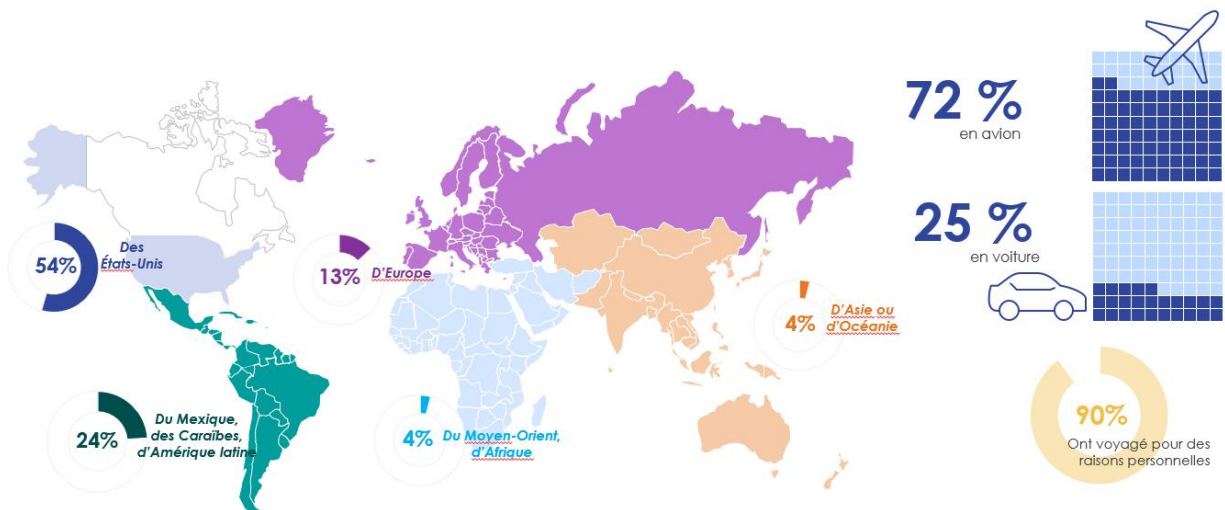 54%
Des
États-Unis
13%
D'Europe
4%
D'Asie ou
d'Océanie
24%
Du Mexique,
des Caraïbes,
d'Amérique latine
4%
Du Moyen-Orient,
d'Afrique
72 %
en avion
25 %
en voiture
90%
Ont voyagé pour des
raisons personnelles